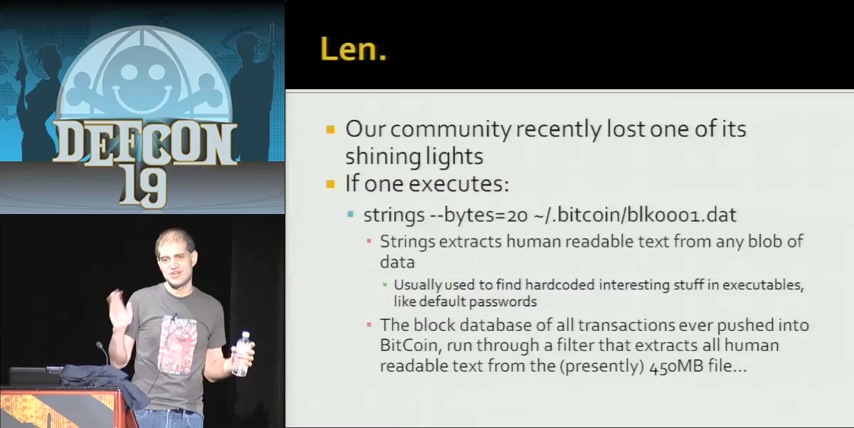 DEFCON
19
Len.
Our community recently lost one of its
shining lights
If one executes:
strings --bytes=20 ~/.bitcoin/blk0001.dat
Strings extracts human readable text from any blob of
data
Usually used to find hardcoded interesting stuff in executables,
like default passwords
The block database of all transactions ever pushed into
BitCoin, run through a filter that extracts all human
readable text from the (presently) 450MB file...